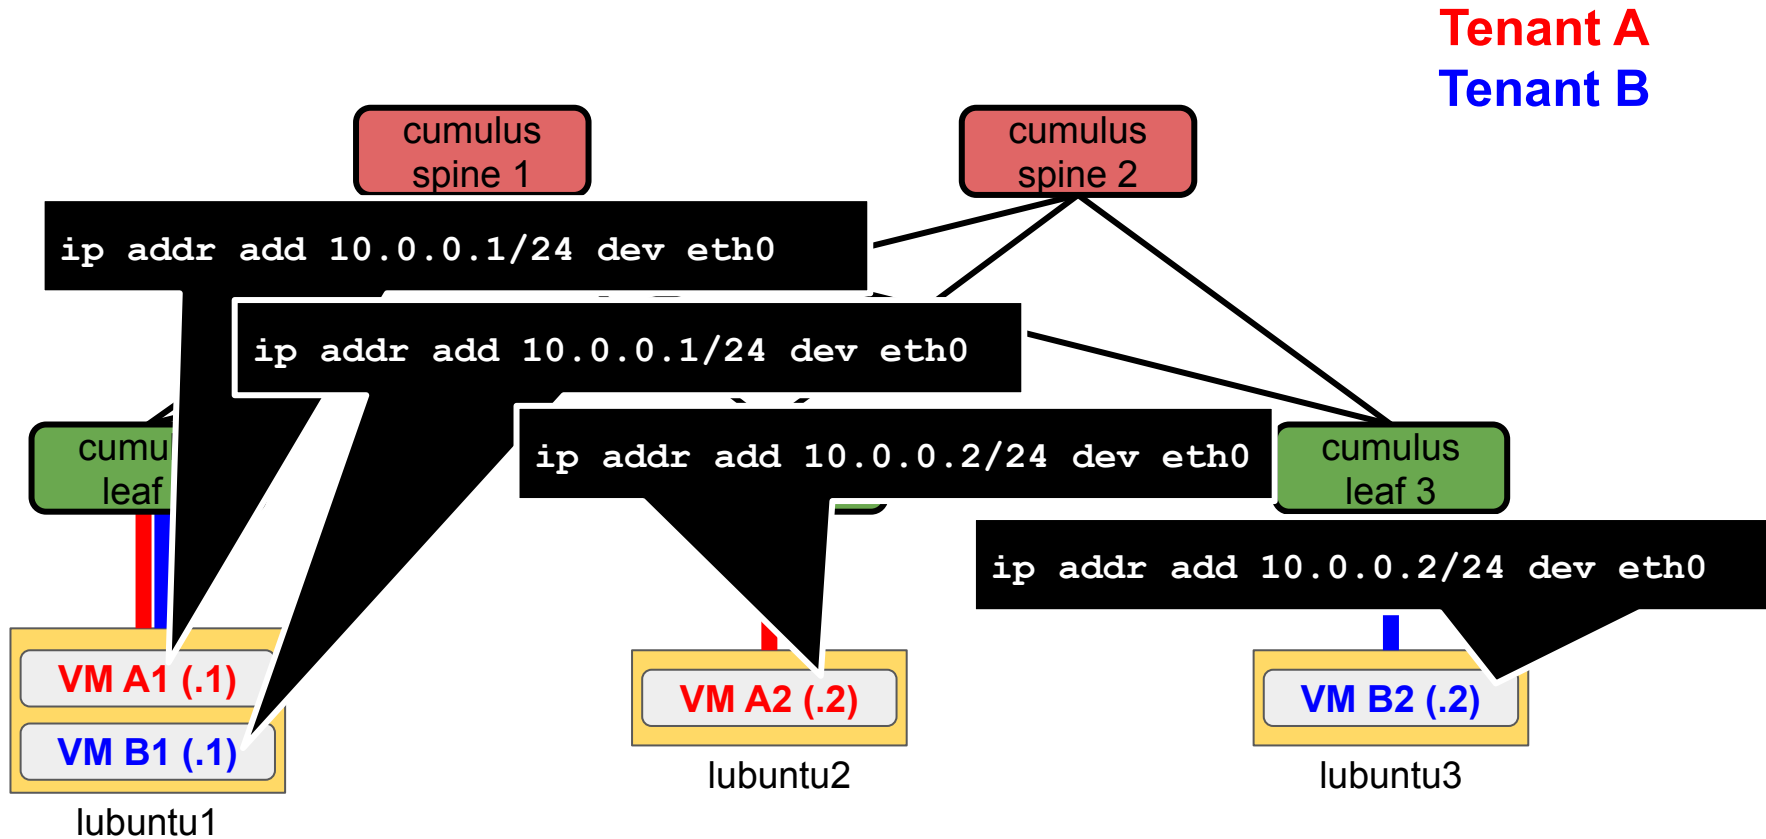 Tenant A
Tenant B
cumulus
spine 1
cumulus
spine 2
ip addr add 10.0.0.1/24 dev eth0
ip addr add 10.0.0.1/24 dev eth0
ip addr add 10.0.0.2/24 dev eth0
cumu
leaf
cumulus
leaf 3
ip addr add 10.0.0.2/24 dev eth0
VM A1 (.1)
VM B1 (.1)
lubuntu1
VM A2 (.2)
lubuntu2
VM B2 (.2)
lubuntu3